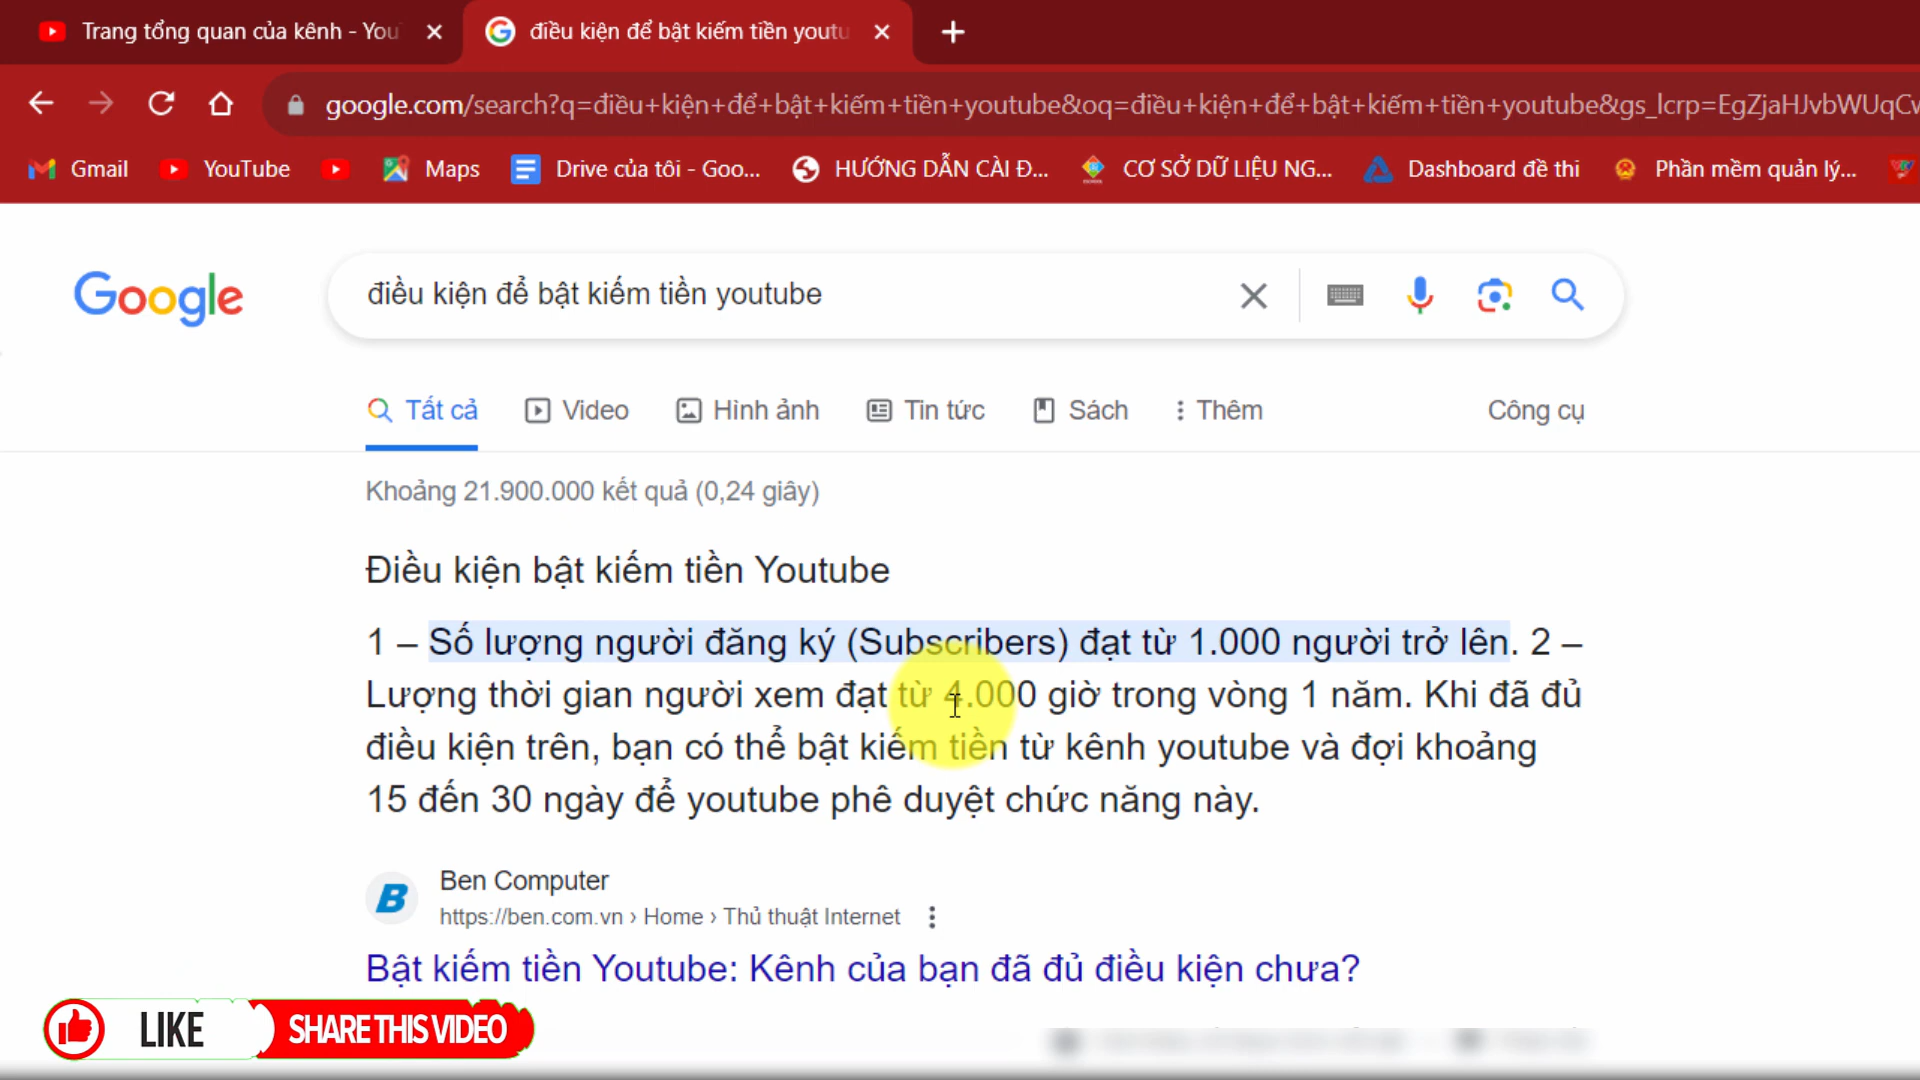 Trang tổng quan của kênh - You
điều kiện để bật kiếm tiền youtu
google.com/search?q=điều+kiện+để+bật+kiếm+tiền+youtube&oq=điều+kiện+để+bật+kiếm+tiền+youtube&gs_lcrp=EgZjaHJvbWUqCw
Gmail YouTube Maps Drive của tôi - Goo... HƯỚNG DẪN CÀI Đ... CƠ SỞ DỮ LIỆU NG... Dashboard đề thi Phần mềm quản lý...
Google
điều kiện để bật kiếm tiền youtube
Tất cả Video Hình ảnh Tin tức Sách Thêm Công cụ
Khoảng 21.900.000 kết quả (0,24 giây)
Điều kiện bật kiếm tiền Youtube
1 – Số lượng người đăng ký (Subscribers) đạt từ 1.000 người trở lên. 2 –
Lượng thời gian người xem đạt từ 4.000 giờ trong vòng 1 năm. Khi đã đủ
điều kiện trên, bạn có thể bật kiếm tiền từ kênh youtube và đợi khoảng
15 đến 30 ngày để youtube phê duyệt chức năng này.
Ben Computer
https://ben.com.vn › Home › Thủ thuật Internet
Bật kiếm tiền Youtube: Kênh của bạn đã đủ điều kiện chưa?
LIKE SHARE THIS VIDEO